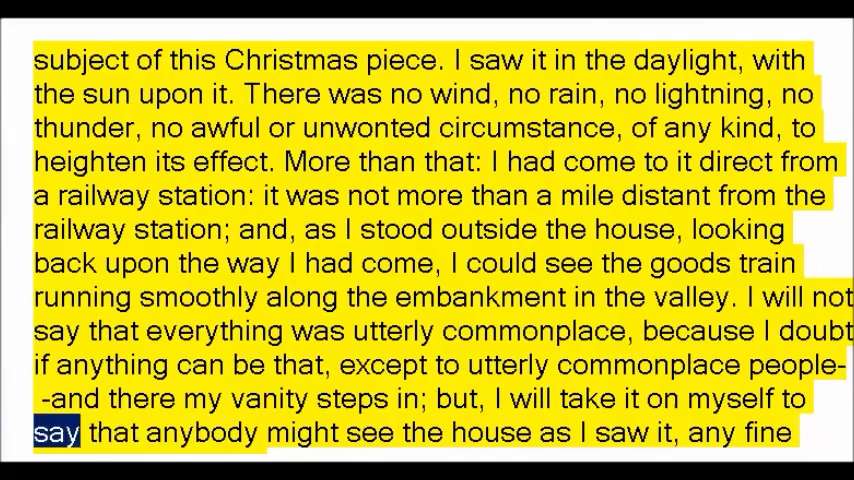 subject of this Christmas piece. I saw it in the daylight, with
the sun upon it. There was no wind, no rain, no lightning, no
thunder, no awful or unwonted circumstance, of any kind, to
heighten its effect. More than that: I had come to it direct from
a railway station: it was not more than a mile distant from the
railway station; and, as I stood outside the house, looking
back upon the way I had come, I could see the goods train
running smoothly along the embankment in the valley. I will not
say that everything was utterly commonplace, because I doubt
if anything can be that, except to utterly commonplace people-
-and there my vanity steps in; but, I will take it on myself to
say that anybody might see the house as I saw it, any fine